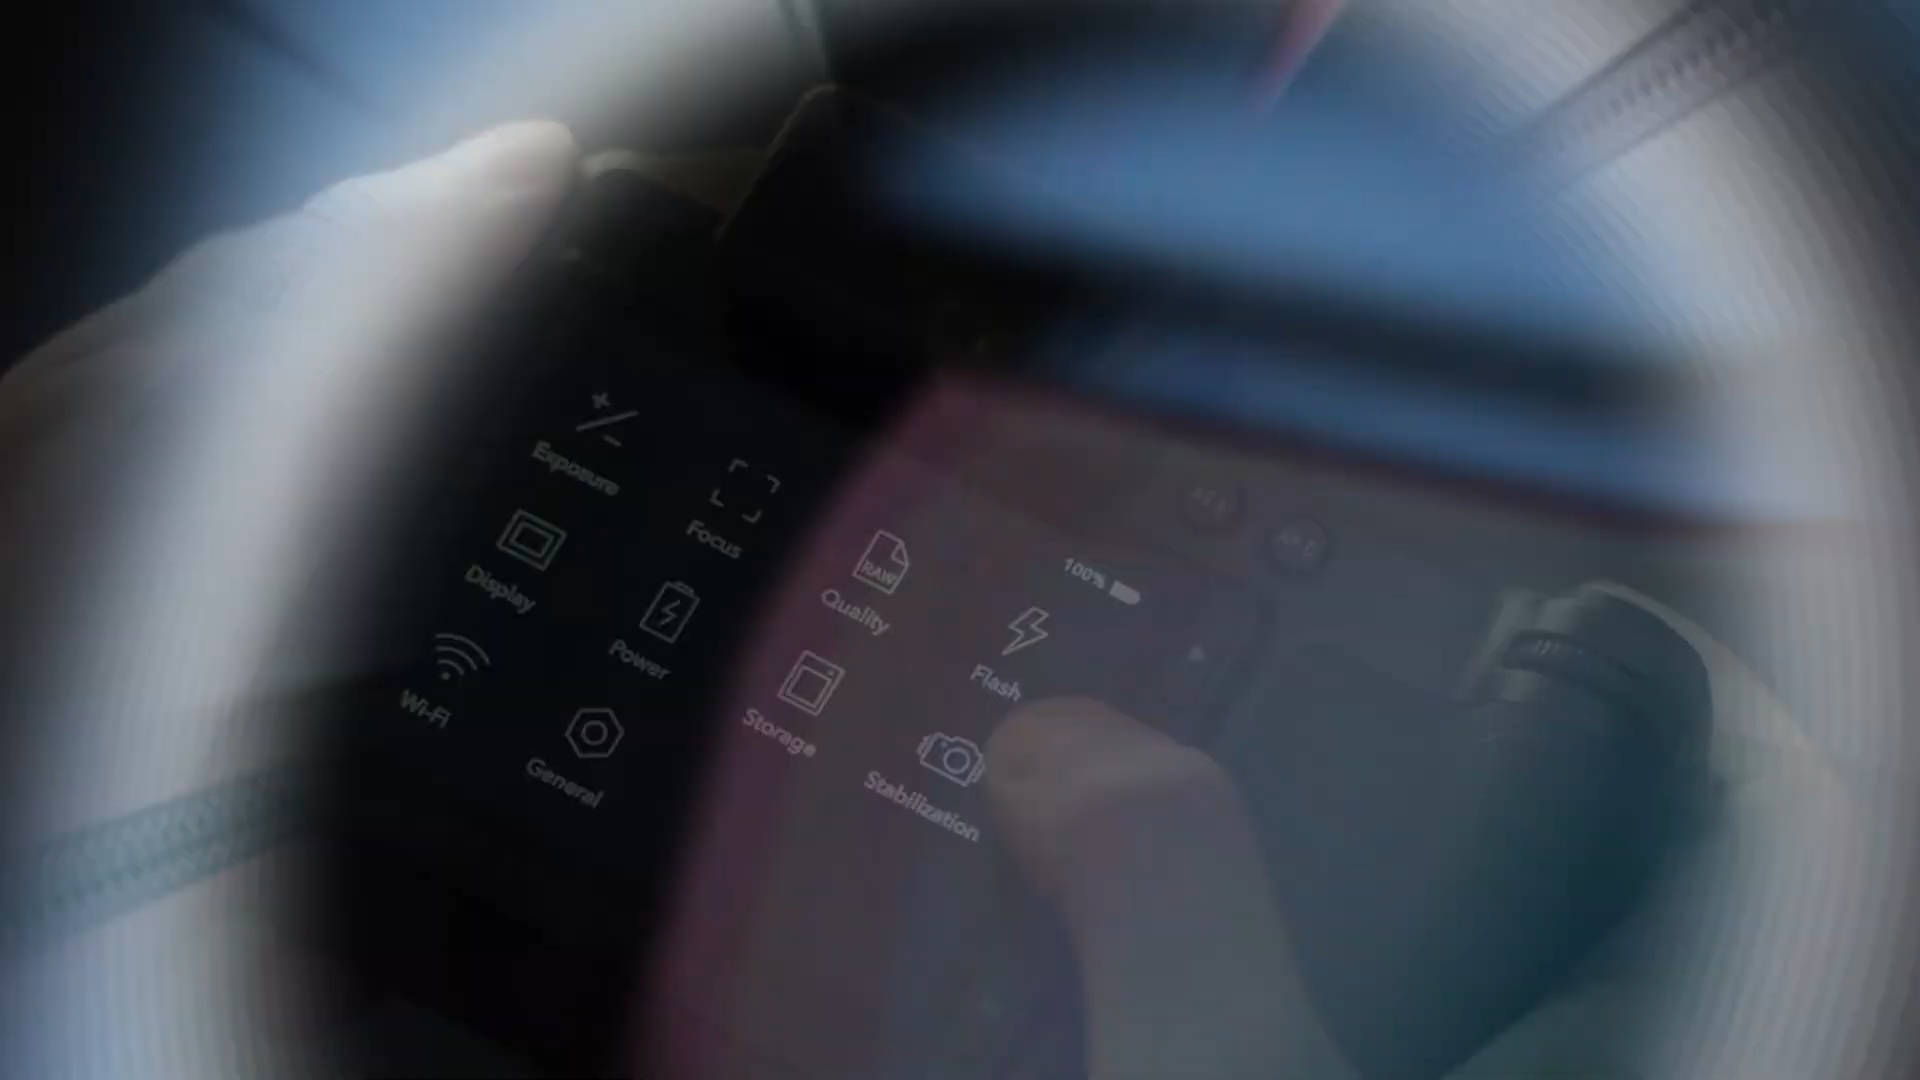 100%
Exposure
Focus
RAW
Quality
Flash
Display
Power
Storage
Stabilization
Wi-Fi
General